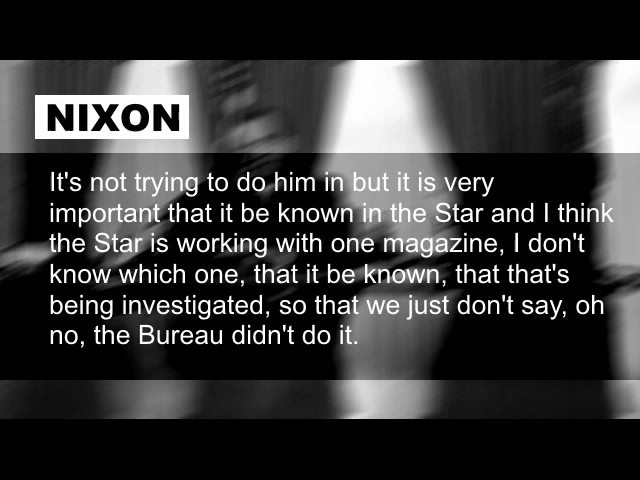 NIXON
It's not trying to do him in but it is very
important that it be known in the Star and I think
the Star is working with one magazine, I don't
know which one, that it be known, that that's
being investigated, so that we just don't say, oh
no, the Bureau didn't do it.